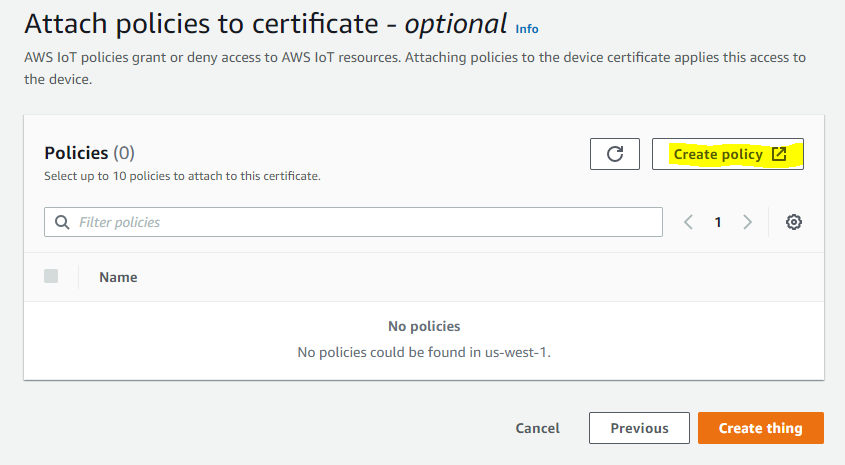 Attach policies to certificate - optional Info
AWS IoT policies grant or deny access to AWS IoT resources. Attaching policies to the device certificate applies this access to
the device.
Policies (0)
Select up to 10 policies to attach to this certificate.
Create policy
Filter policies
1
Name
No policies
No policies could be found in us-west-1.
Cancel
Previous
Create thing